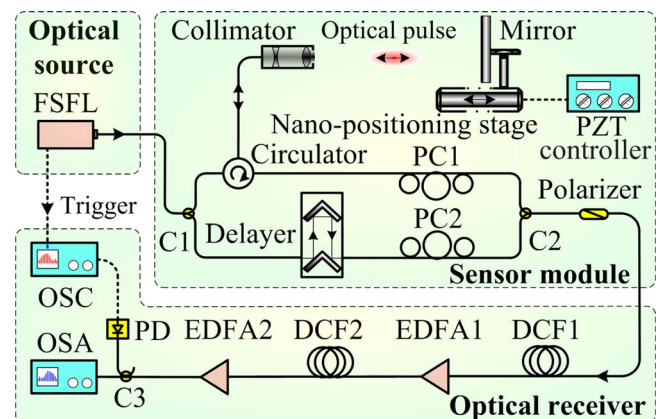 Optical
source
FSFL
Collimator
Optical pulse
Mirror
Nano-positioning stage
PZT
controller
Circulator
PC1
Polarizer
Trigger
C1
Delayer
PC2
C2
Sensor module
OSC
PD
EDFA2
DCF2
EDFA1
DCF1
OSA
C3
Optical receiver